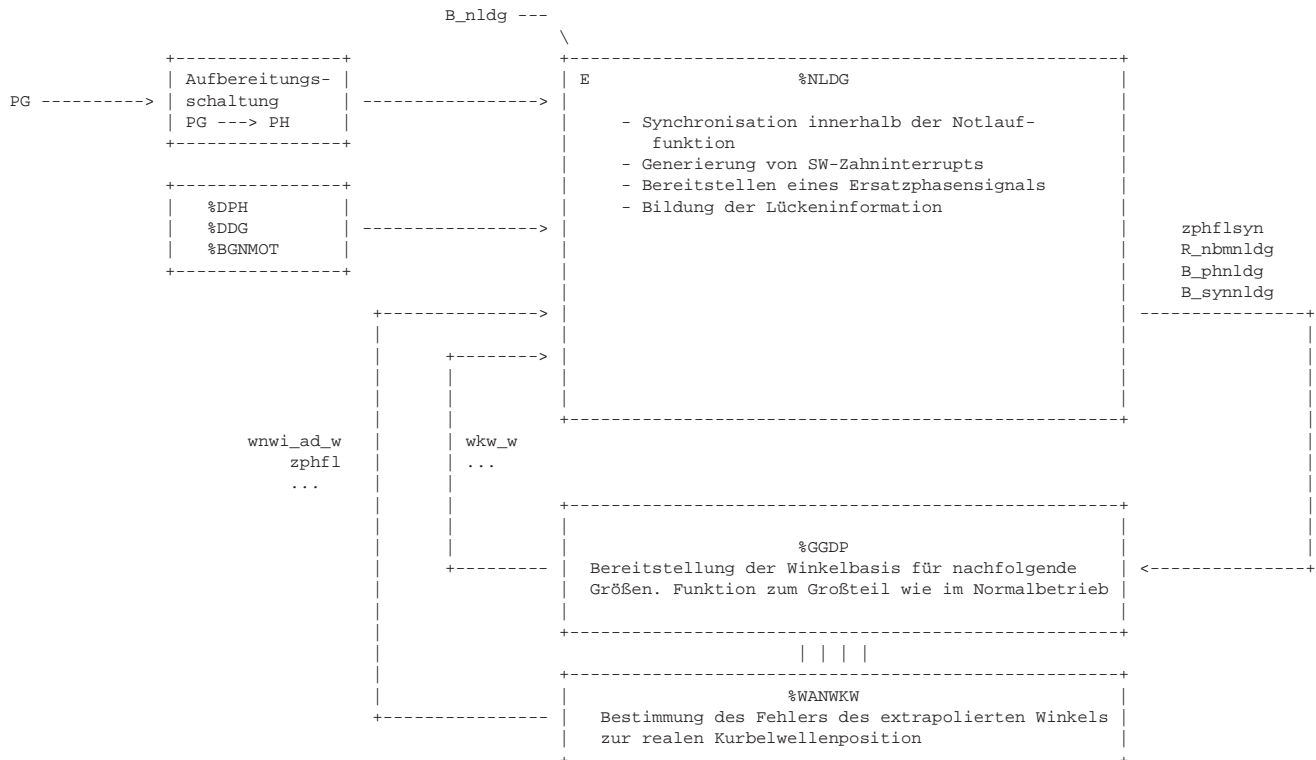 B_nldg ---
\
+----------------+ +--------------------------------------------------+
| Aufbereitungs- | | E %NLDG |
PG ----------> | schaltung | ----------------> |
| PG ---> PH | | - Synchronisation innerhalb der Notlauf- |
+----------------+ | funktion |
| - Generierung von SW-Zahninterrupts |
+----------------+ | - Bereitstellen eines Ersatzphasensignals |
| %DPH | | - Bildung der Lückeninformation |
| %DDG | ----------------> | zphflsyn
| %BGNMOT | | R_nbmnldg
+----------------+ B_phnldg
B_synnldg
+--------------> | | ---------------+
+--------> |
+--------------------------------------------------+
wnwi_ad_w | | wkw_w
zphfl | | ...
... | |
+--------------------------------------------------+
| %GGDP |
+--------- | Bereitstellung der Winkelbasis für nachfolgende | <---------------+
| Größen. Funktion zum Großteil wie im Normalbetrieb |
+--------------------------------------------------+
| | | |
+--------------------------------------------------+
| %WANWKW |
+---------------- | Bestimmung des Fehlers des extrapolierten Winkels |
| zur realen Kurbelwellenposition |
+--------------------------------------------------+